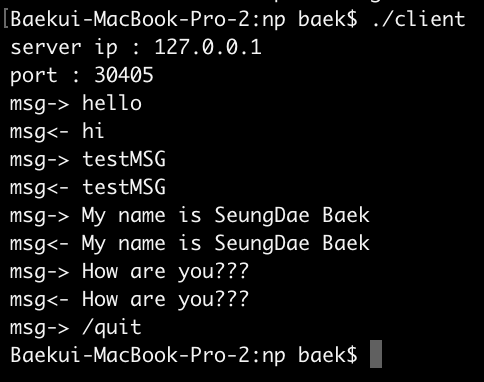 [Baekui-MacBook-Pro-2:np baek$ ./client
server ip : 127.0.0.1
port : 30405
msg-> hello
msg<- hi
msg-> testMSG
msg<- testMSG
msg-> My name is SeungDae Baek
msg<- My name is SeungDae Baek
msg-> How are you???
msg<- How are you???
msg-> /quit
Baekui-MacBook-Pro-2:np baek$